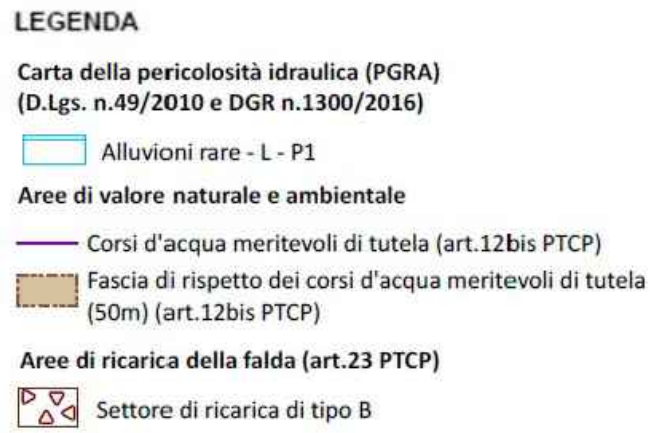 LEGENDA
Carta della pericolosità idraulica (PGRA)
(D.Lgs. n.49/2010 e DGR n.1300/2016)
Alluvioni rare - L - P1
Aree di valore naturale e ambientale
Corsi d'acqua meritevoli di tutela (art.12bis PTCP)
Fascia di rispetto dei corsi d'acqua meritevoli di tutela
(50m) (art.12bis PTCP)
Aree di ricarica della falda (art.23 PTCP)
Settore di ricarica di tipo B